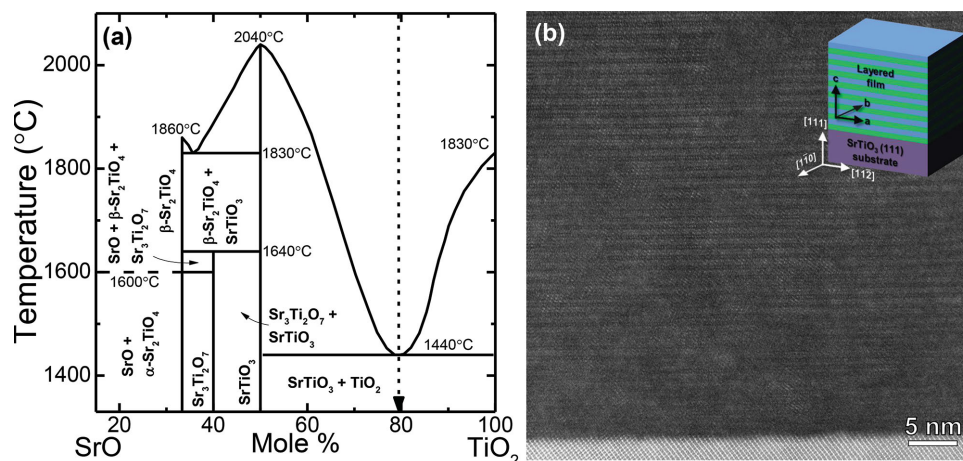 (a)
2040°C
2000
1860°C
1830°C
1800
1830°C
SrO + β-Sr₂TiO₄ +
Sr₃Ti₂O₇
β-Sr₂TiO₄
β-Sr₂TiO₄ +
SrTiO₃
1640°C
1600
1600°C
Sr₃Ti₂O₇ +
SrTiO₃
1440°C
1400
SrO +
α-Sr₂TiO₄
Sr₃Ti₂O₇
SrTiO₃
SrTiO₃ + TiO₂
Temperature (°C)
20 40 60 80 100
SrO Mole % TiO₂
(b)
Layered
film
c
b
a
[111]
SrTiO₃ (111)
substrate
[11̅0]
[112̅]
5 nm